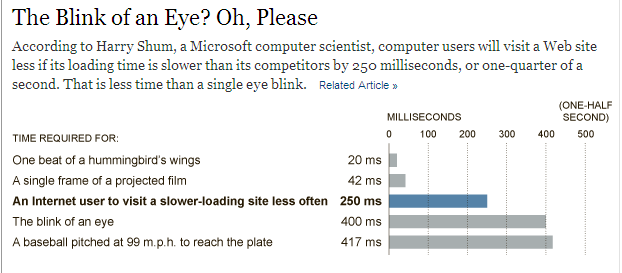 The Blink of an Eye? Oh, Please
According to Harry Shum, a Microsoft computer scientist, computer users will visit a Web site
less if its loading time is slower than its competitors by 250 milliseconds, or one-quarter of a
second. That is less time than a single eye blink. Related Article »
(ONE-HALF
MILLISECONDS SECOND)
TIME REQUIRED FOR: 0 100 200 300 400 500
One beat of a hummingbird's wings 20 ms
A single frame of a projected film 42 ms
An Internet user to visit a slower-loading site less often 250 ms
The blink of an eye 400 ms
A baseball pitched at 99 m.p.h. to reach the plate 417 ms